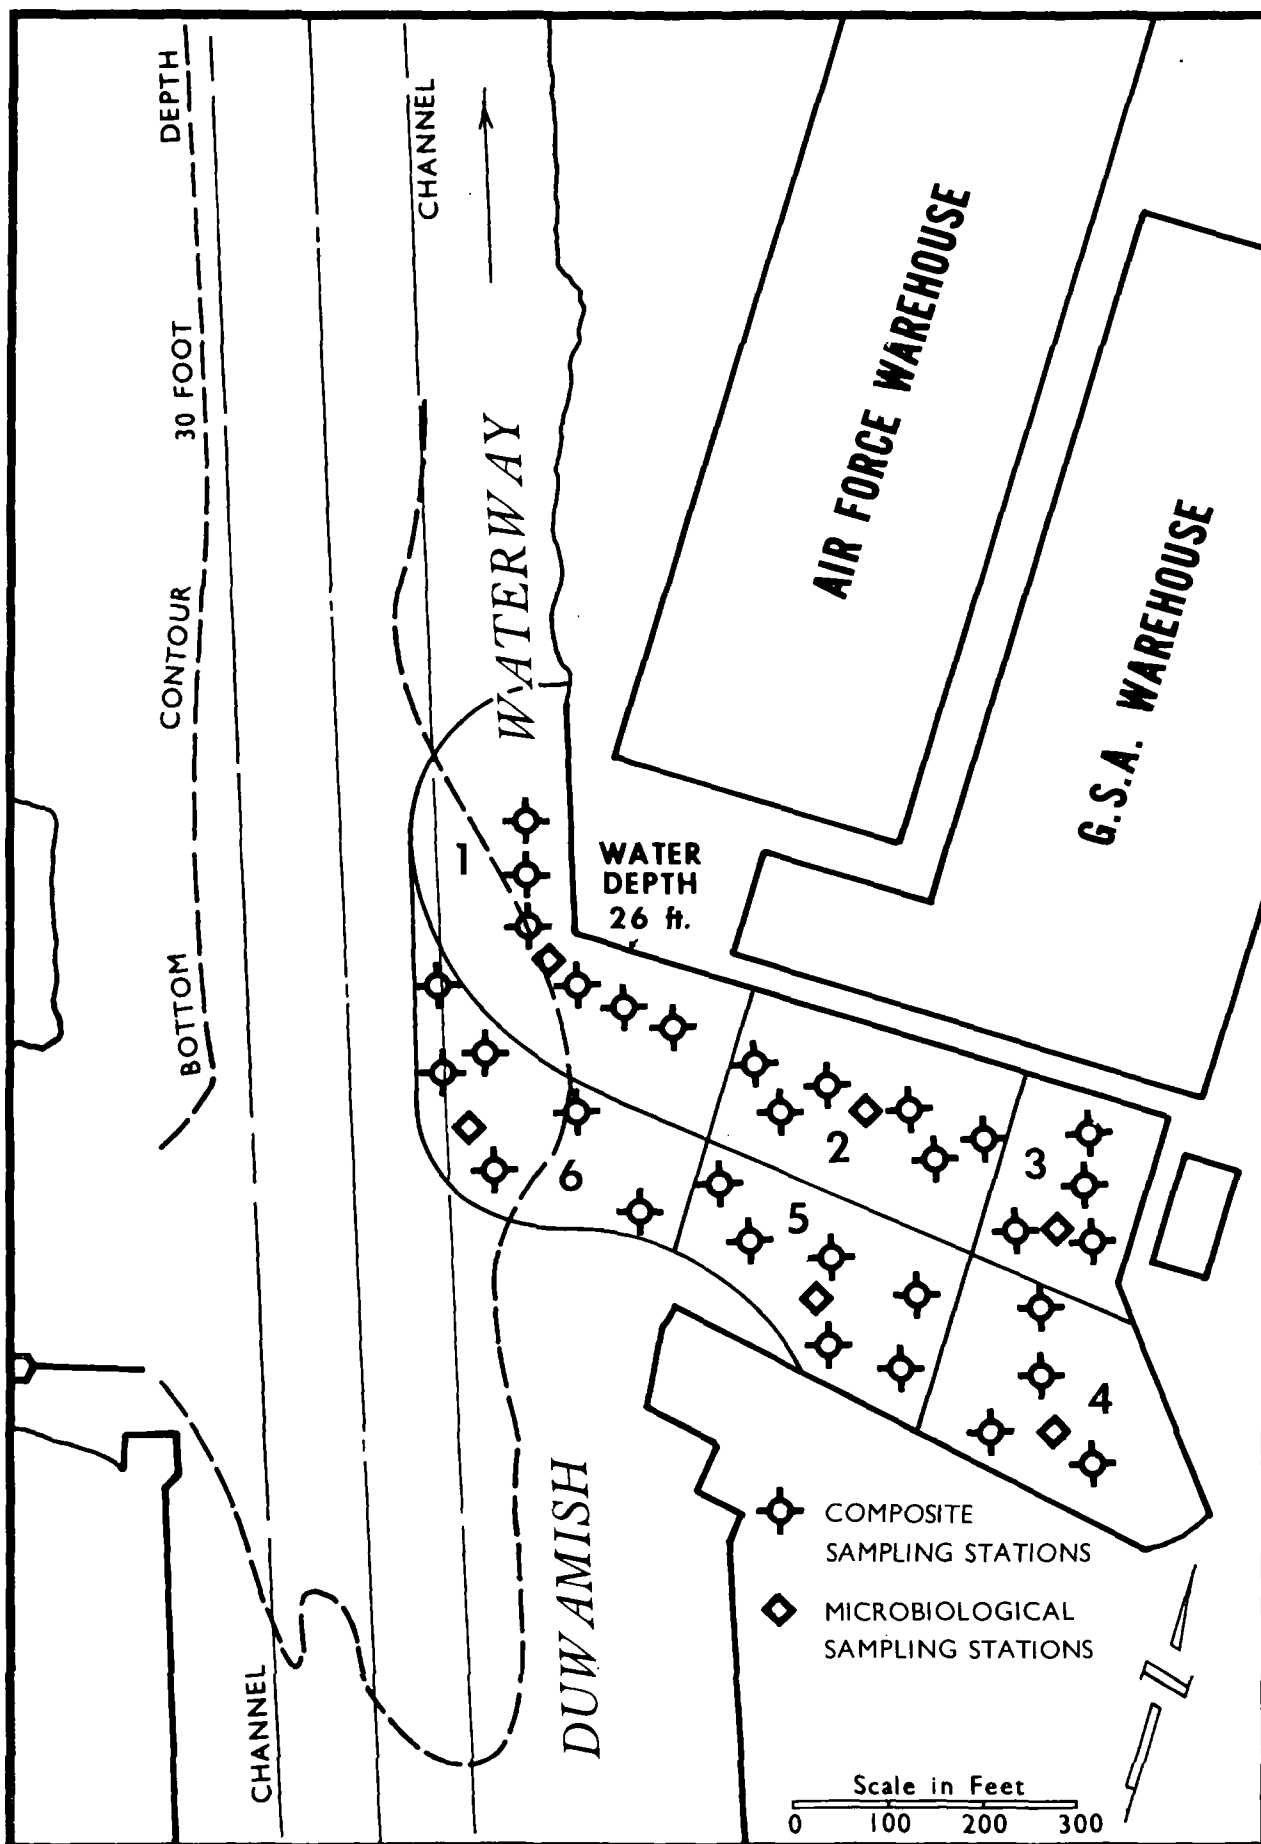 DEPTH
30 FOOT
CONTOUR
BOTTOM
CHANNEL
WATERWAY
AIR FORCE WAREHOUSE
G.S.A. WAREHOUSE
WATER
DEPTH
26 ft.
1
2
3
4
5
6
DUWAMISH
CHANNEL
COMPOSITE
SAMPLING STATIONS
MICROBIOLOGICAL
SAMPLING STATIONS
N
Scale in Feet
0 100 200 300